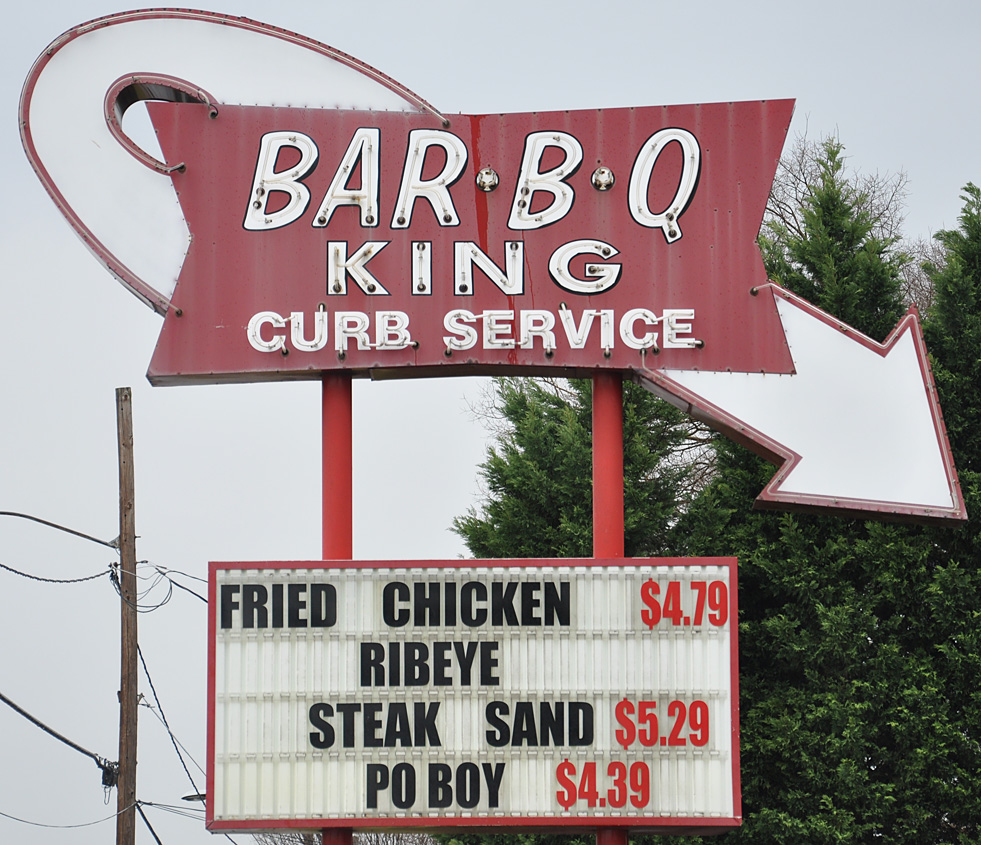 BAR·B·Q
KING
CURB SERVICE
FRIED CHICKEN $4.79
RIBEYE
STEAK SAND $5.29
PO BOY $4.39